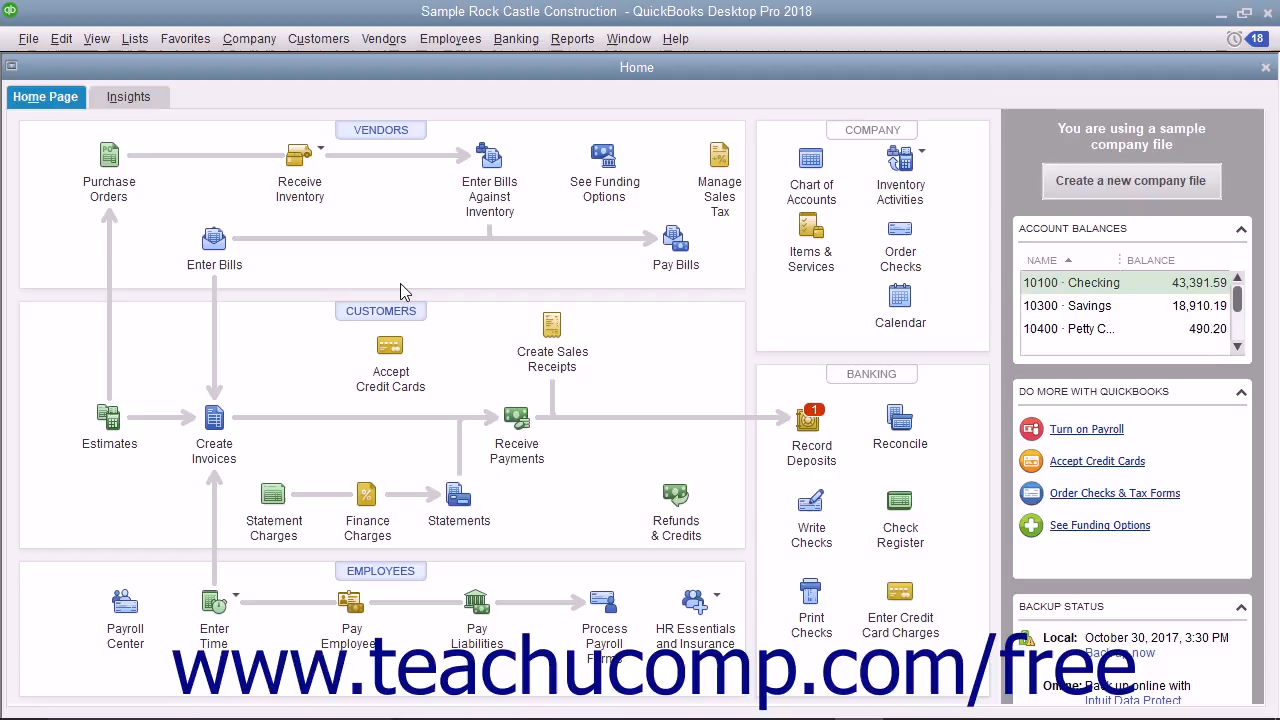 Sample Rock Castle Construction - QuickBooks Desktop Pro 2018
File Edit View Lists Favorites Company Customers Vendors Employees Banking Reports Window Help
18
Home
Home Page
Insights
VENDORS
Purchase
Orders
Receive
Inventory
Enter Bills
Against
Inventory
See Funding
Options
Manage
Sales
Tax
Enter Bills
Pay Bills
CUSTOMERS
Accept
Credit Cards
Create Sales
Receipts
Estimates
Create
Invoices
Receive
Payments
Statement
Charges
Finance
Charges
Statements
Refunds
& Credits
EMPLOYEES
Payroll
Center
Enter
Time
Pay
Employees
Pay
Liabilities
Process
Payroll
Forms
HR Essentials
and Insurance
COMPANY
Chart of
Accounts
Inventory
Activities
Items &
Services
Order
Checks
Calendar
BANKING
1
Record
Deposits
Reconcile
Write
Checks
Check
Register
Print
Checks
Enter Credit
Card Charges
You are using a sample
company file
Create a new company file
ACCOUNT BALANCES
NAME BALANCE
10100 · Checking 43,391.59
10300 · Savings 18,910.19
10400 · Petty C... 490.20
DO MORE WITH QUICKBOOKS
Turn on Payroll
Accept Credit Cards
Order Checks & Tax Forms
See Funding Options
BACKUP STATUS
Local: October 30, 2017, 3:30 PM
Back up now
Online: Back up online with
Intuit Data Protect
www.teachucomp.com/free